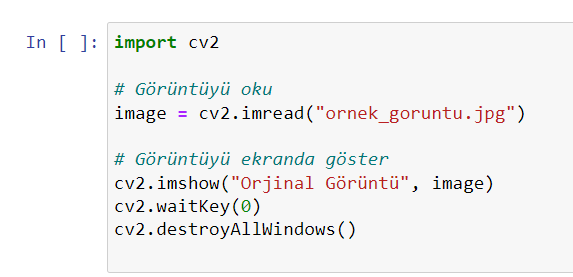 In [ ]: import cv2
# Görüntüyü oku
image = cv2.imread("ornek_goruntu.jpg")
# Görüntüyü ekranda göster
cv2.imshow("Orjinal Görüntü", image)
cv2.waitKey(0)
cv2.destroyAllWindows()